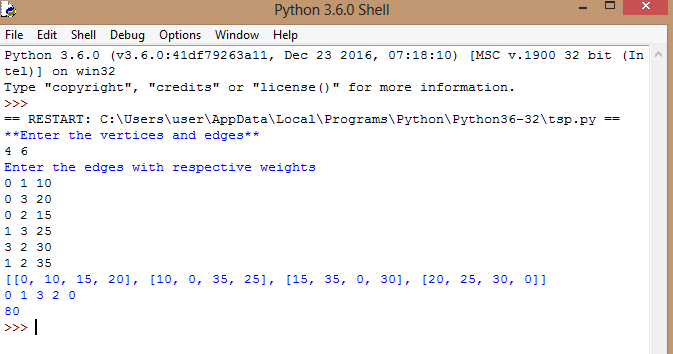 Python 3.6.0 Shell
File Edit Shell Debug Options Window Help
Python 3.6.0 (v3.6.0:41df79263a11, Dec 23 2016, 07:18:10) [MSC v.1900 32 bit (In
tel)] on win32
Type "copyright", "credits" or "license()" for more information.
>>>
== RESTART: C:\Users\user\AppData\Local\Programs\Python\Python36-32\tsp.py ==
**Enter the vertices and edges**
4 6
Enter the edges with respective weights
0 1 10
0 3 20
0 2 15
1 3 25
3 2 30
1 2 35
[[0, 10, 15, 20], [10, 0, 35, 25], [15, 35, 0, 30], [20, 25, 30, 0]]
0 1 3 2 0
80
>>>